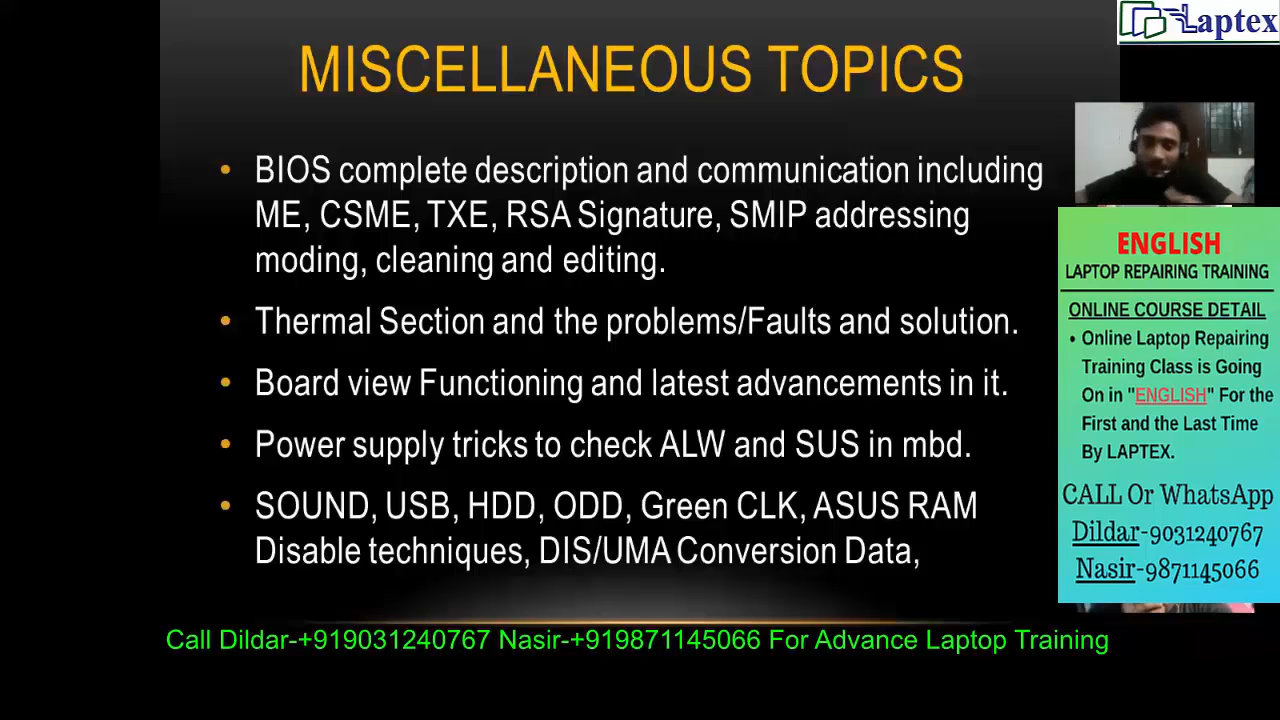 Laptex
MISCELLANEOUS TOPICS
• BIOS complete description and communication including
ME, CSME, TXE, RSA Signature, SMIP addressing
moding, cleaning and editing.
• Thermal Section and the problems/Faults and solution.
• Board view Functioning and latest advancements in it.
• Power supply tricks to check ALW and SUS in mbd.
• SOUND, USB, HDD, ODD, Green CLK, ASUS RAM
Disable techniques, DIS/UMA Conversion Data,
ENGLISH
LAPTOP REPAIRING TRAINING
ONLINE COURSE DETAIL
• Online Laptop Repairing
Training Class is Going
On in "ENGLISH" For the
First and the Last Time
By LAPTEX.
CALL Or WhatsApp
Dildar-9031240767
Nasir-9871145066
Call Dildar-+919031240767 Nasir-+919871145066 For Advance Laptop Training